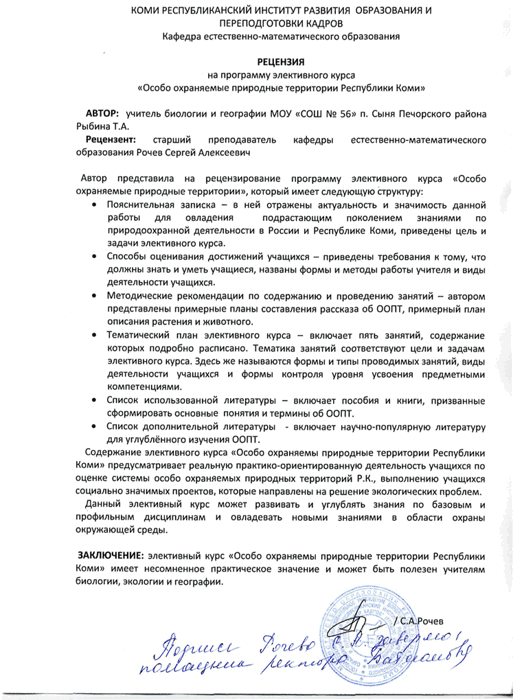 КОМИ РЕСПУБЛИКАНСКИЙ ИНСТИТУТ РАЗВИТИЯ ОБРАЗОВАНИЯ И
ПЕРЕПОДГОТОВКИ КАДРОВ
Кафедра естественно-математического образования
РЕЦЕНЗИЯ
на программу элективного курса
«Особо охраняемые природные территории Республики Коми»
АВТОР: учитель биологии и географии МОУ «СОШ № 56» п. Сыня Печорского района
Рыбина Т.А.
Рецензент: старший преподаватель кафедры естественно-математического
образования Рочев Сергей Алексеевич
Автор представила на рецензирование программу элективного курса «Особо
охраняемые природные территории», который имеет следующую структуру:
• Пояснительная записка – в ней отражены актуальность и значимость данной
работы для овладения подрастающим поколением знаниями по
природоохранной деятельности в России и Республике Коми, приведены цель и
задачи элективного курса.
• Способы оценивания достижений учащихся – приведены требования к тому, что
должны знать и уметь учащиеся, названы формы и методы работы учителя и виды
деятельности учащихся.
• Методические рекомендации по содержанию и проведению занятий – автором
представлены примерные планы составления рассказа об ООПТ, примерный план
описания растения и животного.
• Тематический план элективного курса – включает пять занятий, содержание
которых подробно расписано. Тематика занятий соответствуют цели и задачам
элективного курса. Здесь же называются формы и типы проводимых занятий, виды
деятельности учащихся и формы контроля уровня усвоения предметными
компетенциями.
• Список использованной литературы – включает пособия и книги, призванные
сформировать основные понятия и термины об ООПТ.
• Список дополнительной литературы - включает научно-популярную литературу
для углублённого изучения ООПТ.
Содержание элективного курса «Особо охраняемы природные территории Республики
Коми» предусматривает реальную практико-ориентированную деятельность учащихся по
оценке системы особо охраняемых природных территорий Р.К., выполнению учащихся
социально значимых проектов, которые направлены на решение экологических проблем.
Данный элективный курс может развивать и углублять знания по базовым и
профильным дисциплинам и овладевать новыми знаниями в области охраны
окружающей среды.
ЗАКЛЮЧЕНИЕ: элективный курс «Особо охраняемы природные территории Республики
Коми» имеет несомненное практическое значение и может быть полезен учителям
биологии, экологии и географии.
/ С.А.Рочев
Подпись Рочева С.А. заверяю
помощник ректора